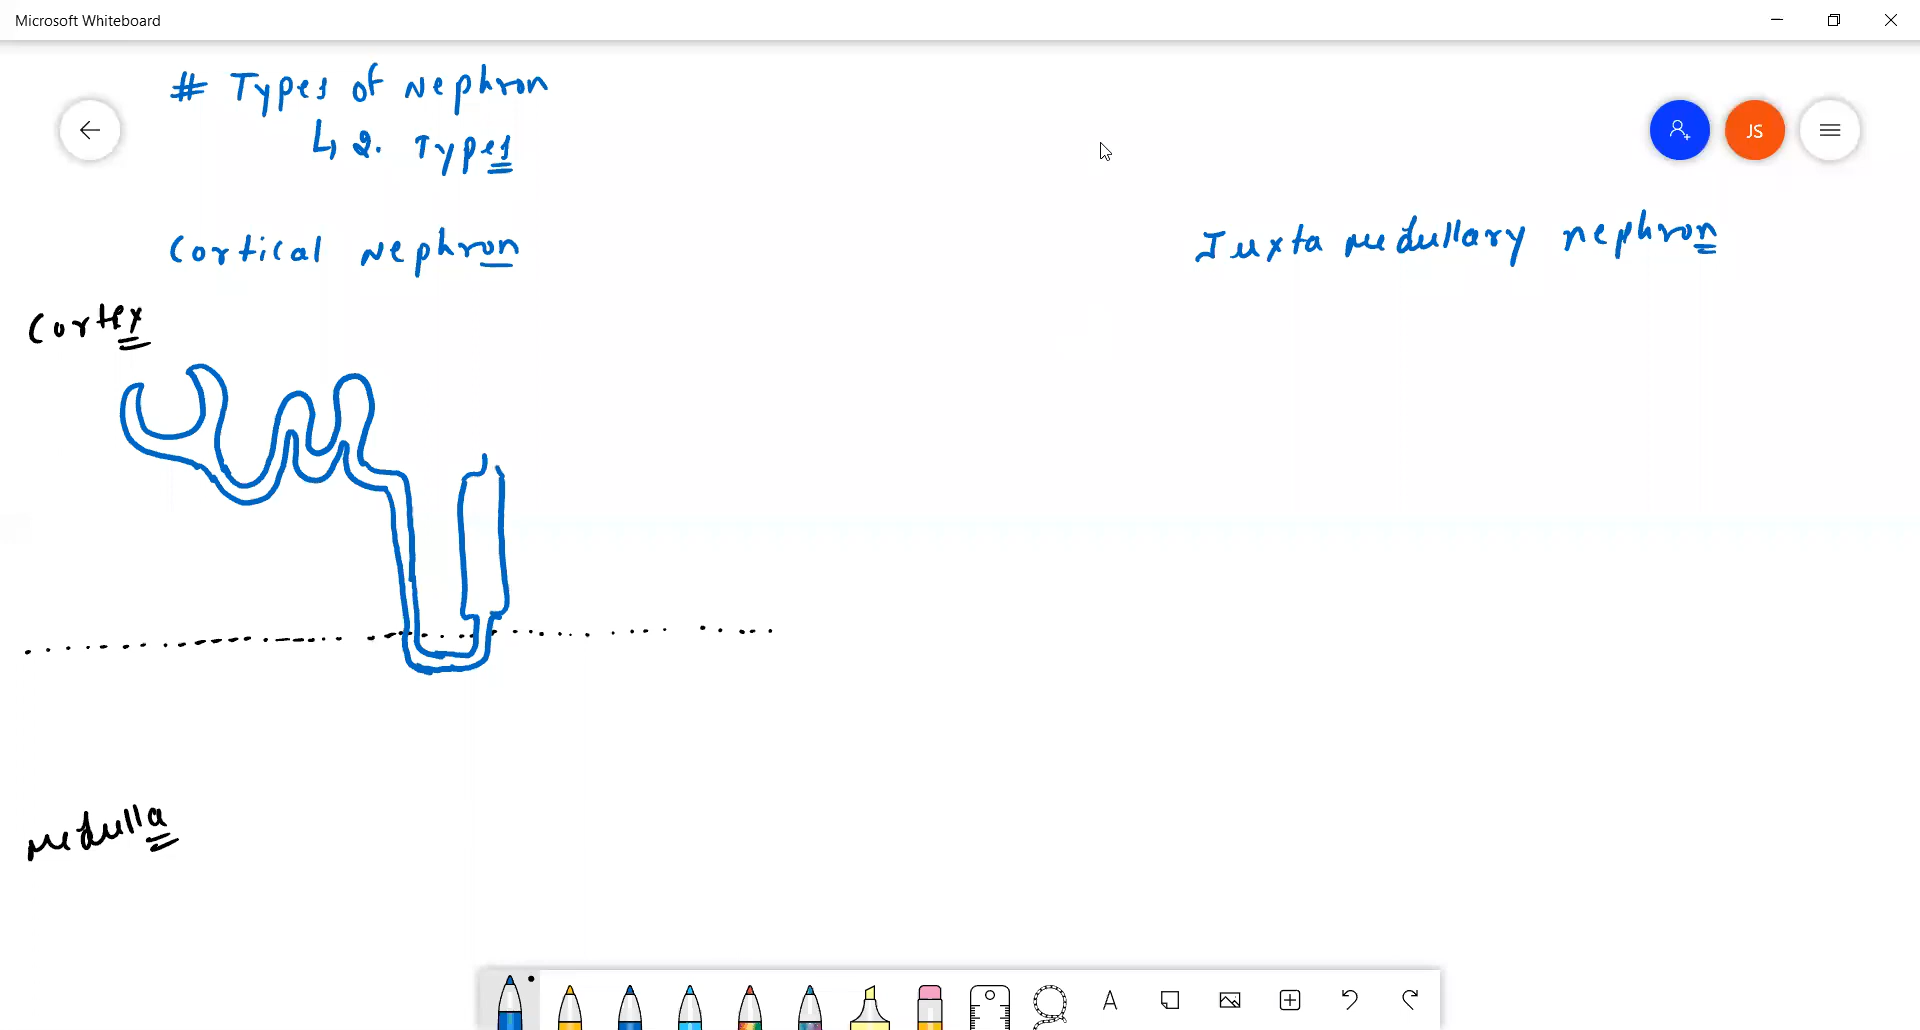 Microsoft Whiteboard
# Types of Nephron
↳ 2. Types
JS
Cortical Nephron
Juxta medullary nephron
Cortex
medulla